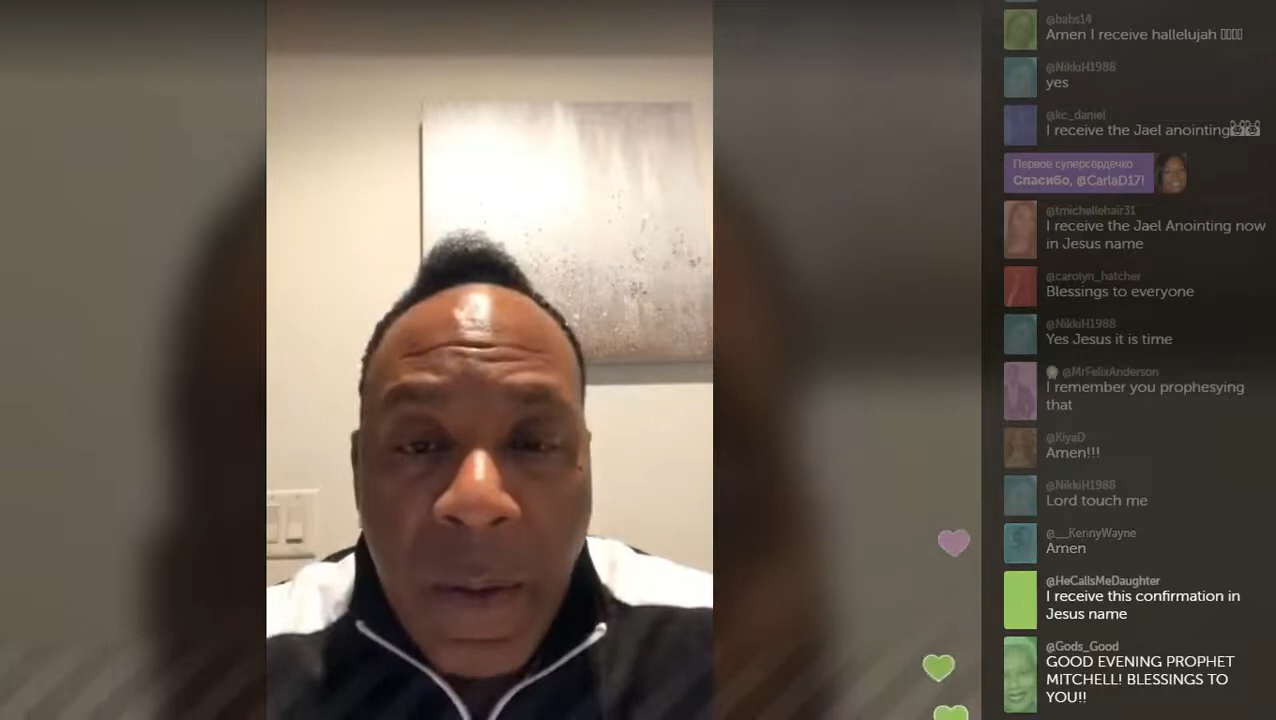 @babs14
Amen I receive hallelujah
@NikkiH1988
yes
@kc_daniel
I receive the Jael anointing
Первое суперсердечко
Спасибо, @CarlaD17!
@tmichellehair31
I receive the Jael Anointing now
in Jesus name
@carolyn_hatcher
Blessings to everyone
@NikkiH1988
Yes Jesus it is time
@MrFelixAnderson
I remember you prophesying
that
@KiyaD
Amen!!!
@NikkiH1988
Lord touch me
@__KennyWayne
Amen
@HeCallsMeDaughter
I receive this confirmation in
Jesus name
@Gods_Good
GOOD EVENING PROPHET
MITCHELL! BLESSINGS TO
YOU!!